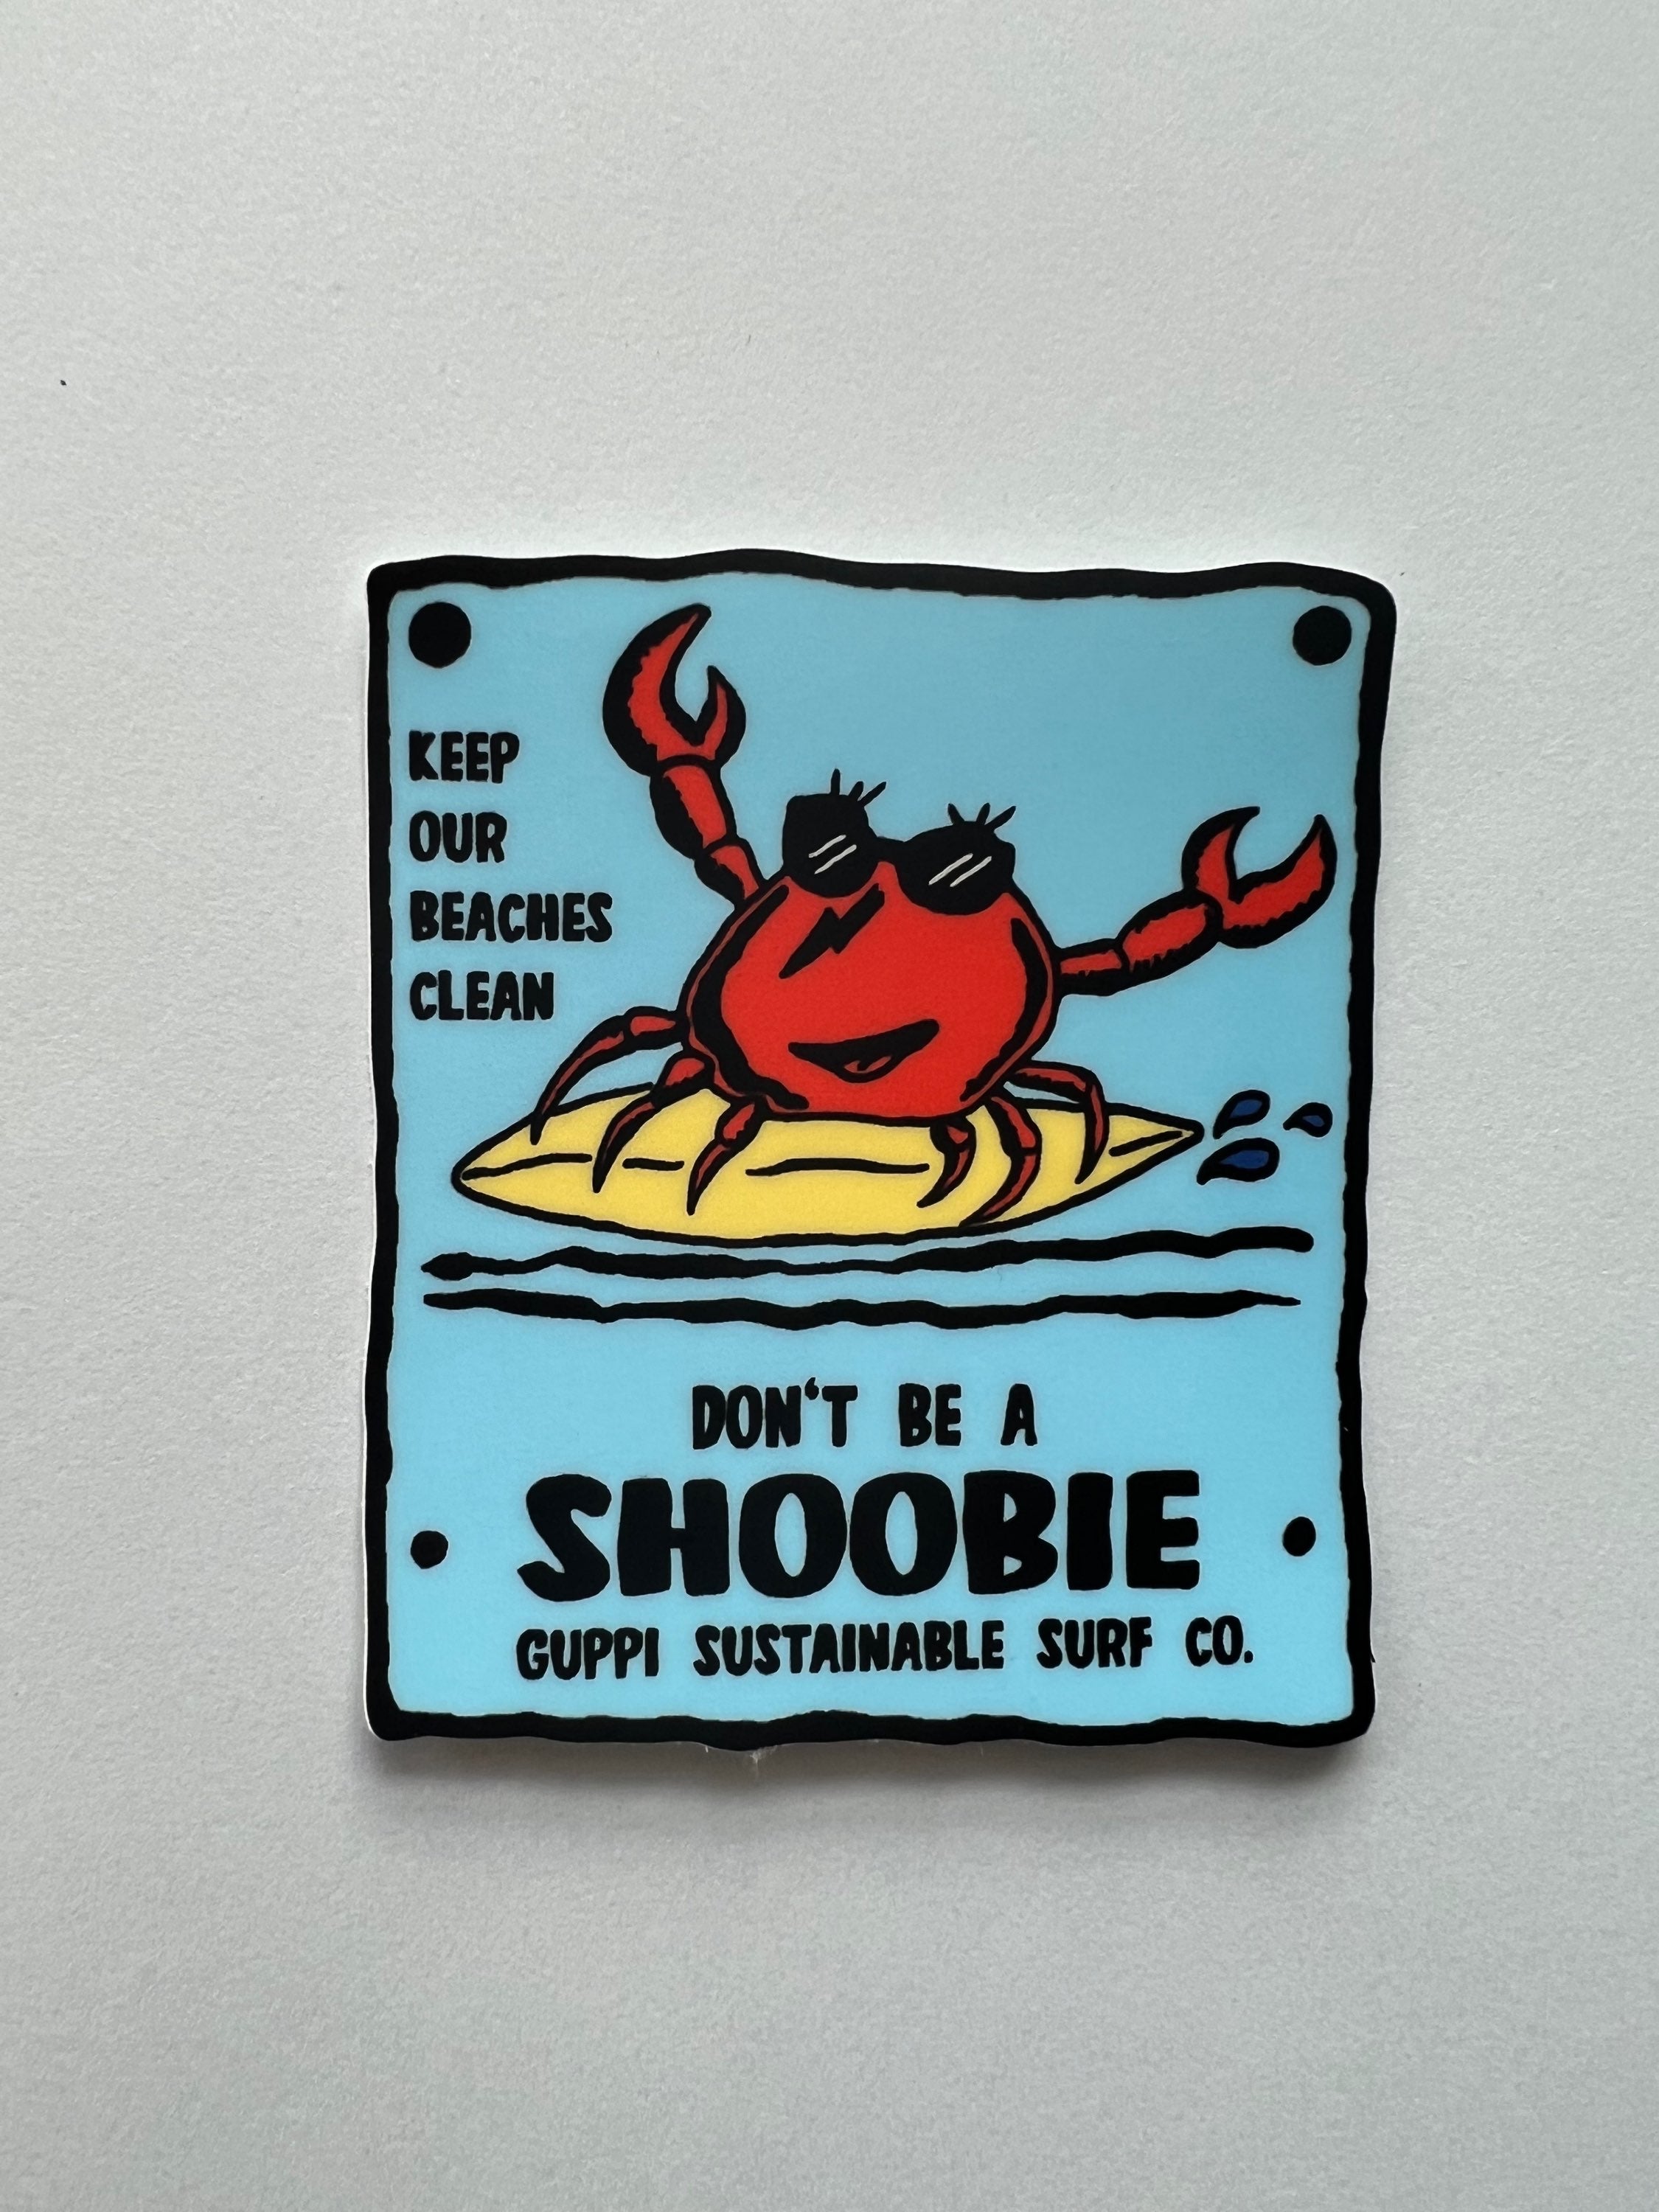 KEEP
OUR
BEACHES
CLEAN
DON'T BE A
SHOOBIE
GUPPI SUSTAINABLE SURF CO.